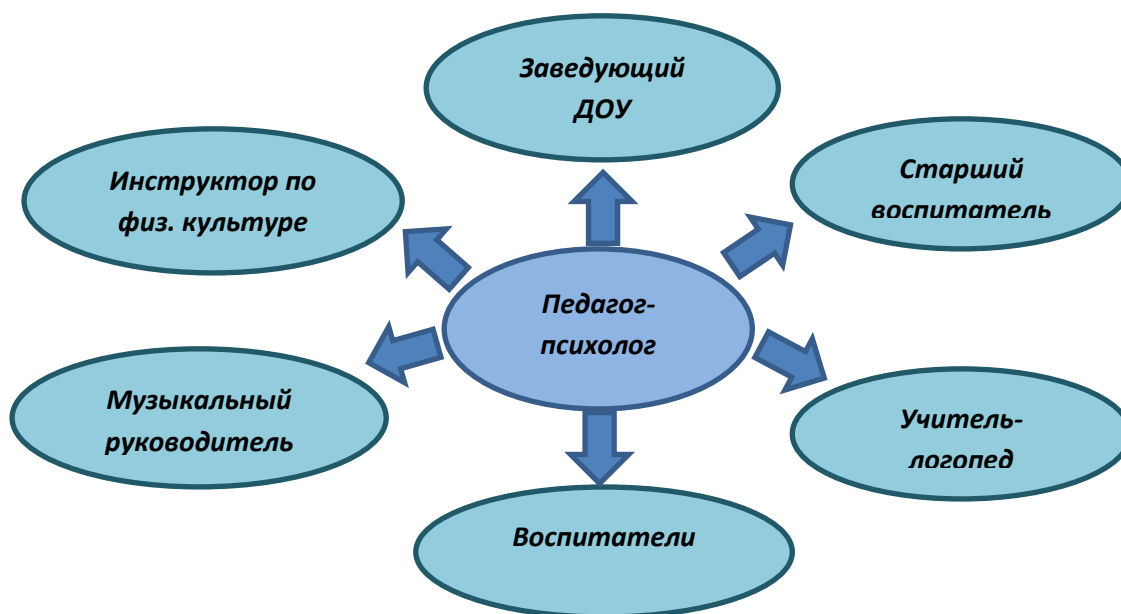 Заведующий
ДОУ
Инструктор по
физ. культуре
Старший
воспитатель
Педагог-
психолог
Музыкальный
руководитель
Учитель-
логопед
Воспитатели